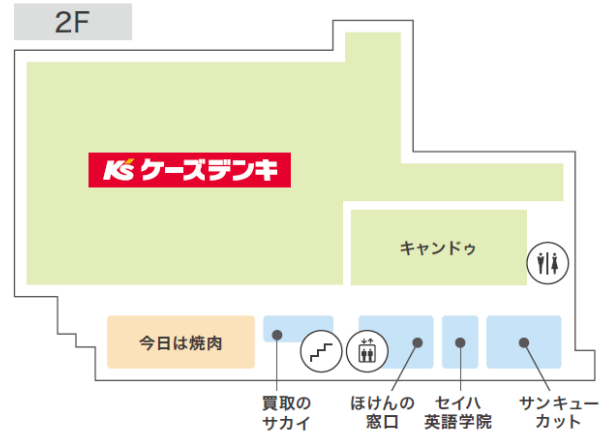 2F
K's ケーズデンキ
キャンドゥ
今日は焼肉
買取の
サカイ
ほけんの
窓口
セイハ
英語学院
サンキュー
カット